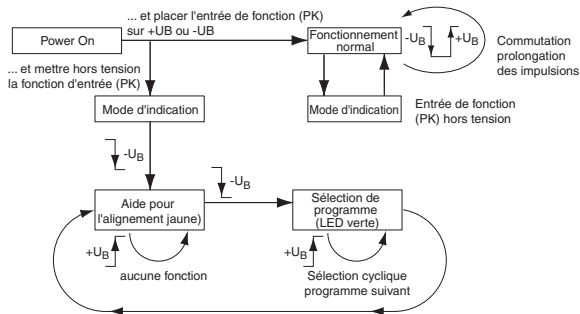 ... et placer l'entrée de fonction (PK)
sur +UB ou -UB
Power On
Fonctionnement
normal
-UB
+UB
Commutation
prolongation
des impulsions
... et mettre hors tension
la fonction d'entrée (PK)
Mode d'indication
Mode d'indication
Entrée de fonction
(PK) hors tension
-UB
-UB
Aide pour
l'alignement jaune)
Sélection de
programme
(LED verte)
+UB
aucune fonction
+UB
Sélection cyclique
programme suivant